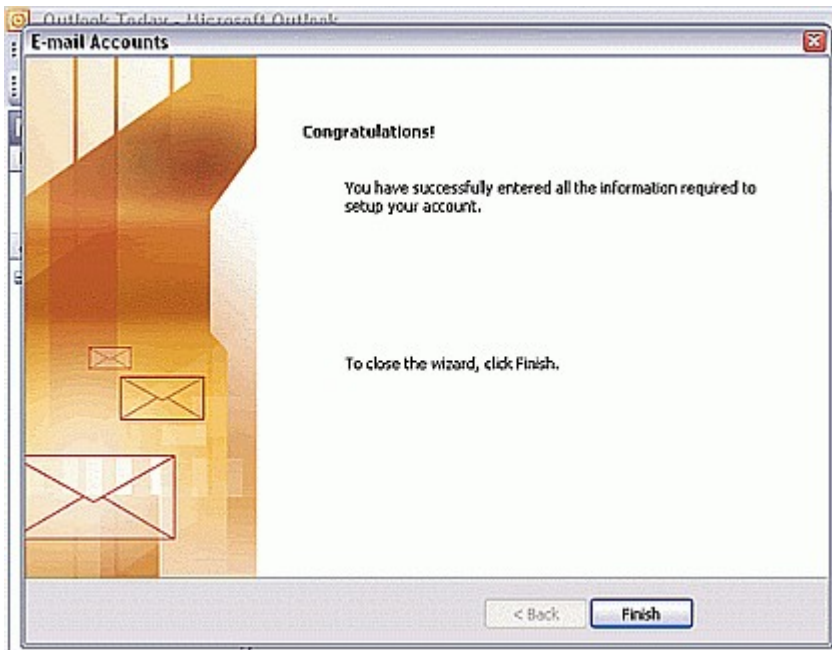 Outlook Today - Microsoft Outlook
E-mail Accounts
Congratulations!
You have successfully entered all the information required to
setup your account.
To close the wizard, click Finish.
< Back
Finish